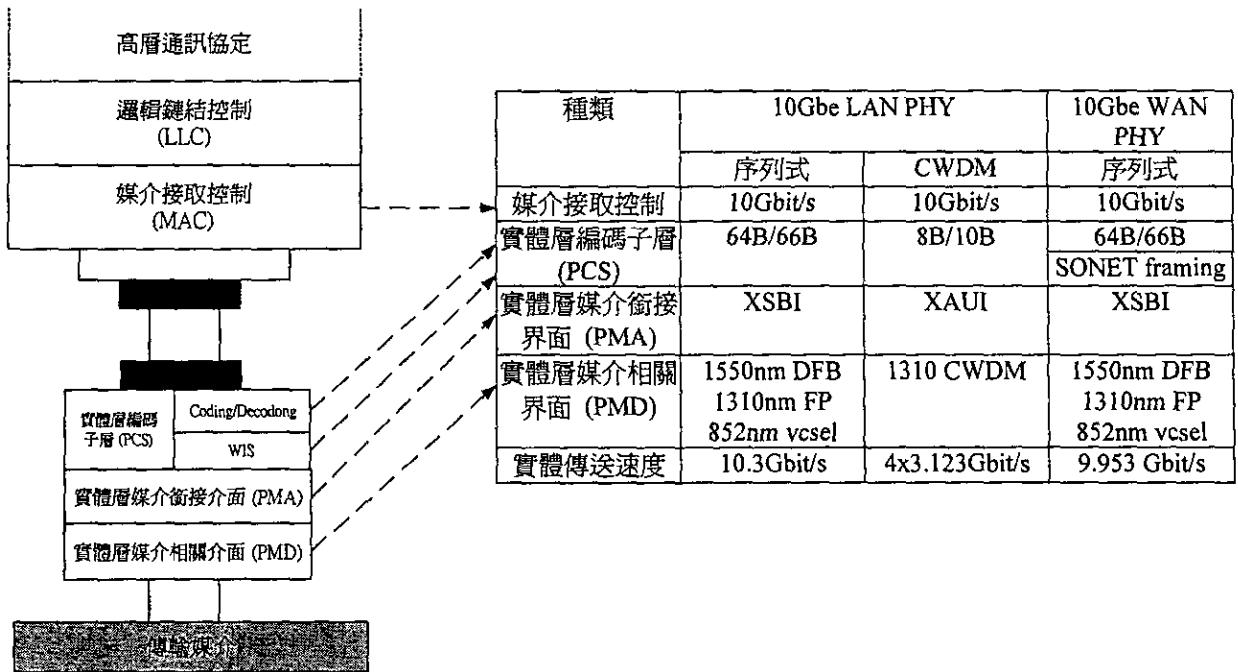 高層通訊協定
邏輯鏈結控制
(LLC)
媒介接取控制
(MAC)
實體層編碼
子層 (PCS)
Coding/Decodong
WIS
實體層媒介銜接介面 (PMA)
實體層媒介相關介面 (PMD)
傳輸媒介
種類
10Gbe LAN PHY
10Gbe WAN
PHY
序列式
CWDM
序列式
媒介接取控制
10Gbit/s
10Gbit/s
10Gbit/s
實體層編碼子層
(PCS)
64B/66B
8B/10B
64B/66B
SONET framing
實體層媒介銜接
界面 (PMA)
XSBI
XAUI
XSBI
實體層媒介相關
界面 (PMD)
1550nm DFB
1310nm FP
852nm vcsel
1310 CWDM
1550nm DFB
1310nm FP
852nm vcsel
實體傳送速度
10.3Gbit/s
4x3.123Gbit/s
9.953 Gbit/s